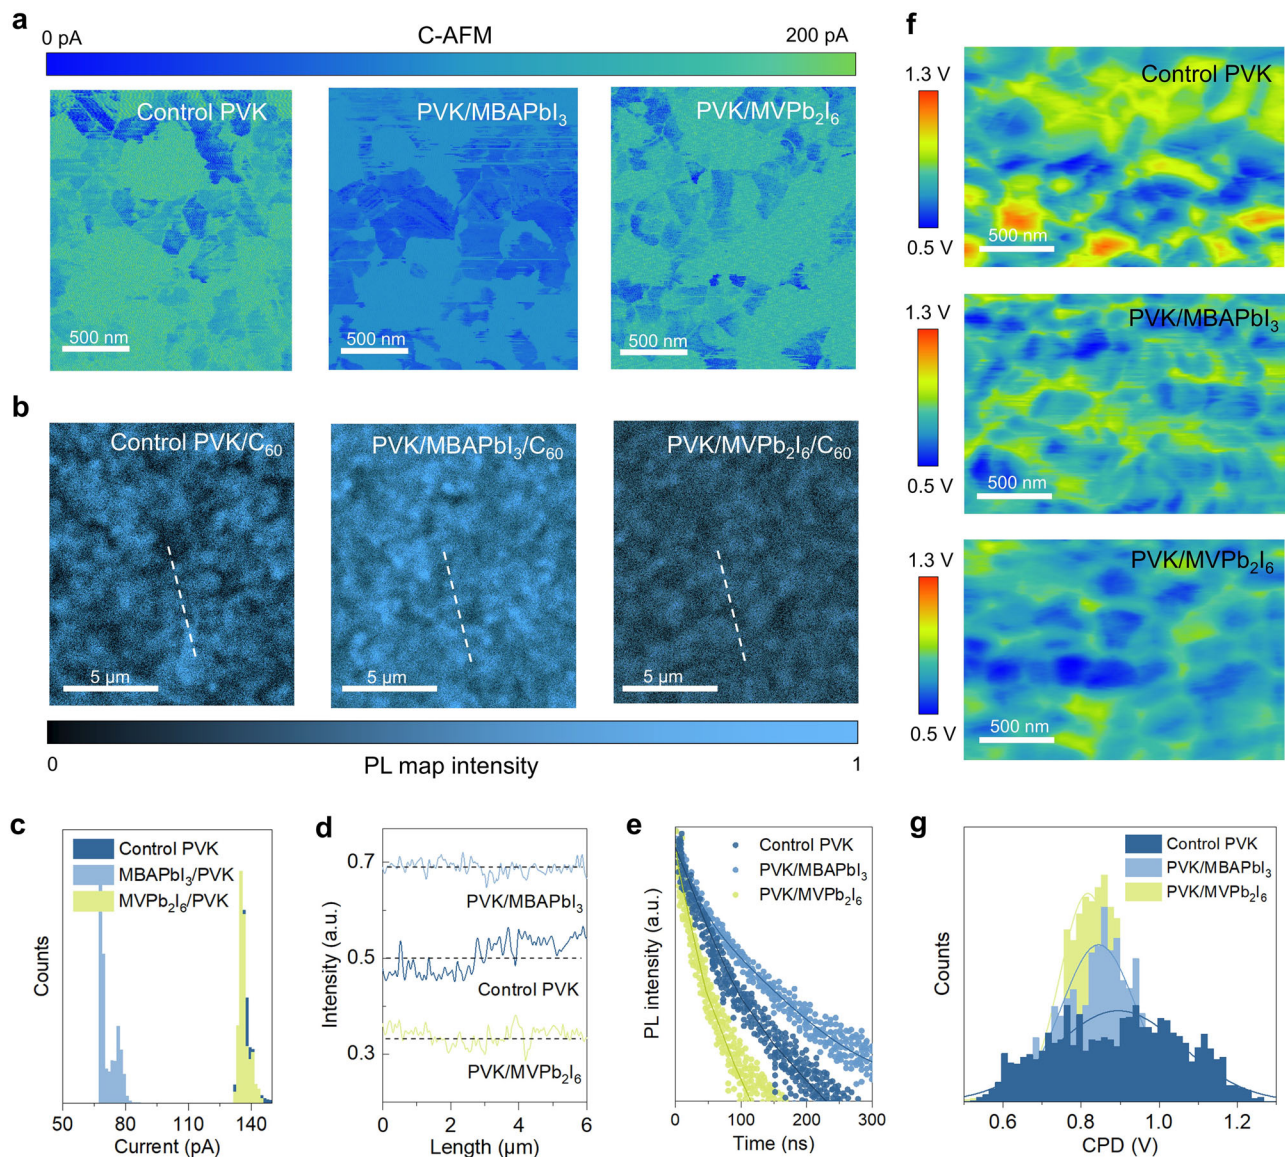 a
0 pA
C-AFM
200 pA
Control PVK
500 nm
PVK/MBAPbI₃
500 nm
PVK/MVPb₂I₆
500 nm
b
Control PVK/C₆₀
5 µm
PVK/MBAPbI₃/C₆₀
5 µm
PVK/MVPb₂I₆/C₆₀
5 µm
0
PL map intensity
1
c
Control PVK
MBAPbI₃/PVK
MVPb₂I₆/PVK
Counts
50
80
110
140
Current (pA)
d
0.7
0.5
0.3
PVK/MBAPbI₃
Control PVK
PVK/MVPb₂I₆
Intensity (a.u.)
0
2
4
6
Length (µm)
e
Control PVK
PVK/MBAPbI₃
PVK/MVPb₂I₆
PL intensity (a.u.)
0
100
200
300
Time (ns)
f
1.3 V
0.5 V
Control PVK
500 nm
1.3 V
0.5 V
PVK/MBAPbI₃
500 nm
1.3 V
0.5 V
PVK/MVPb₂I₆
500 nm
g
Control PVK
PVK/MBAPbI₃
PVK/MVPb₂I₆
Counts
0.6
0.8
1.0
1.2
CPD (V)